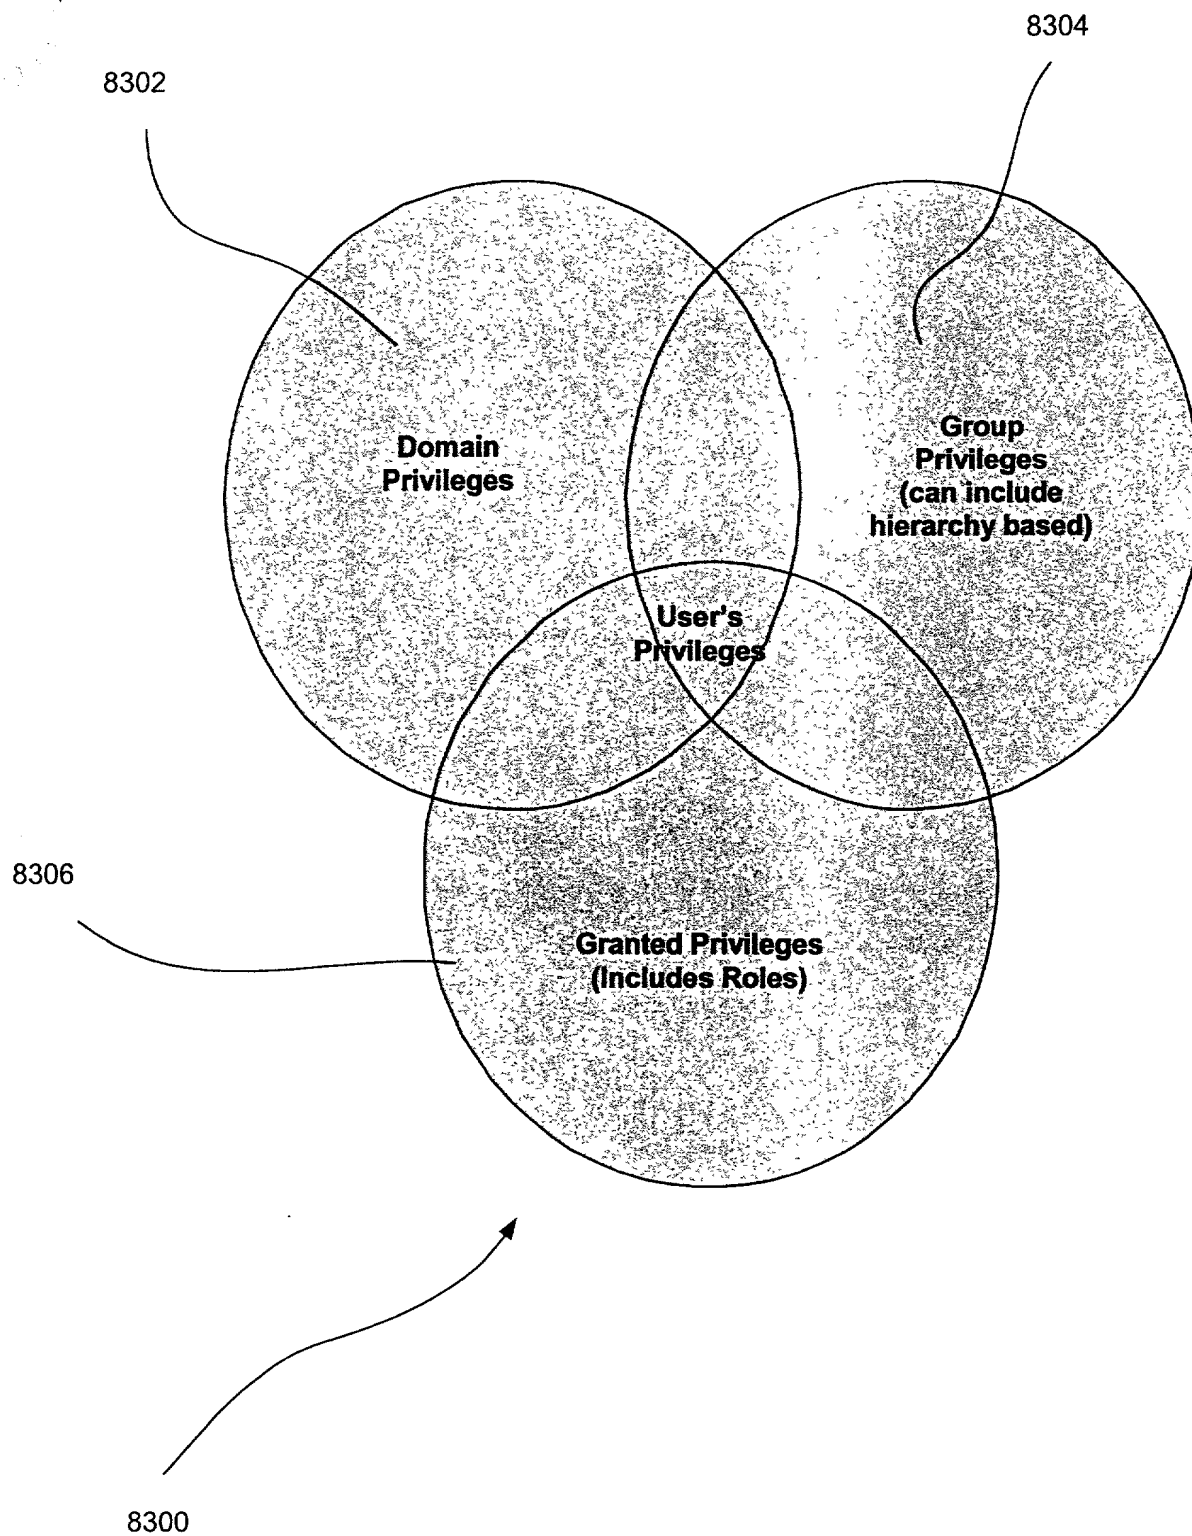 8304
8302
Domain
Privileges
Group
Privileges
(can include
hierarchy based)
User's
Privileges
8306
Granted Privileges
(Includes Roles)
8300